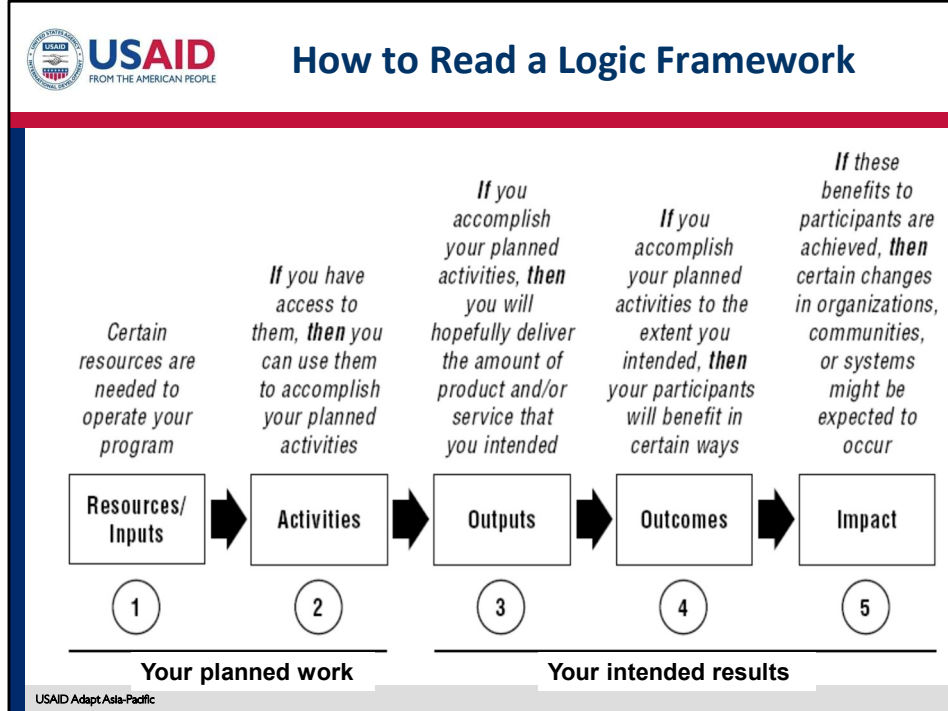 UNITED STATES AGENCY
USAID
INTERNATIONAL DEVELOPMENT
USAID
FROM THE AMERICAN PEOPLE
How to Read a Logic Framework
Certain
resources are
needed to
operate your
program
If you have
access to
them, then you
can use them
to accomplish
your planned
activities
If you
accomplish
your planned
activities, then
you will
hopefully deliver
the amount of
product and/or
service that
you intended
If you
accomplish
your planned
activities to the
extent you
intended, then
your participants
will benefit in
certain ways
If these
benefits to
participants are
achieved, then
certain changes
in organizations,
communities,
or systems
might be
expected to
occur
Resources/
Inputs
Activities
Outputs
Outcomes
Impact
1
2
3
4
5
Your planned work
Your intended results
USAID Adapt Asia-Pacific